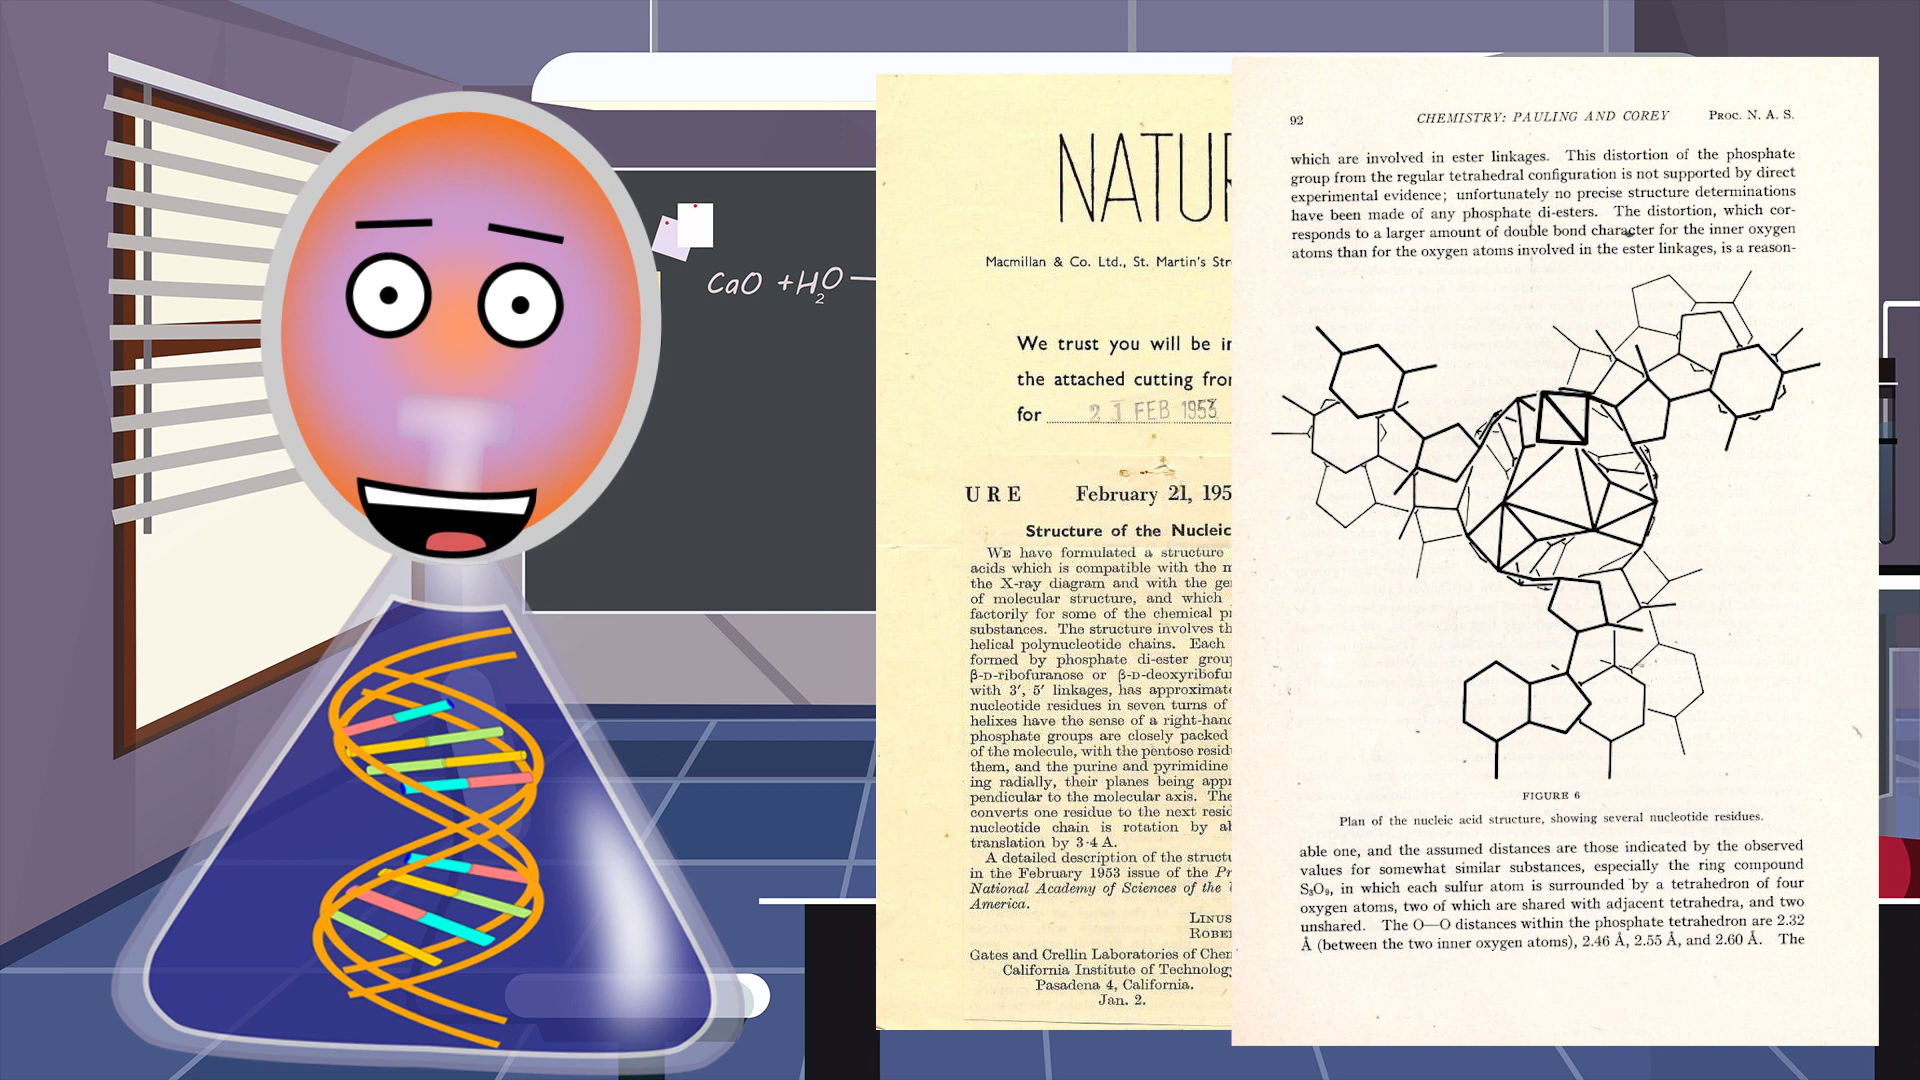 CaO + H₂O —
NATUR
Macmillan & Co. Ltd., St. Martin's Str
We trust you will be in
the attached cutting fron
for 21 FEB 1953
URE February 21, 195
Structure of the Nucleic
WE have formulated a structure
acids which is compatible with the m
the X-ray diagram and with the ge
of molecular structure, and which
factorily for some of the chemical p
substances. The structure involves th
helical polynucleotide chains. Each
formed by phosphate di-ester grou
β-D-ribofuranose or β-D-deoxyribofu
with 3′, 5′ linkages, has approximat
nucleotide residues in seven turns of
helixes have the sense of a right-han
phosphate groups are closely packed
of the molecule, with the pentose resid
them, and the purine and pyrimidine
ing radially, their planes being appr
pendicular to the molecular axis. The
converts one residue to the next resid
nucleotide chain is rotation by a
translation by 3·4 A.
A detailed description of the struct
in the February 1953 issue of the Pr
National Academy of Sciences of the
America.
LINUS
ROBE
Gates and Crellin Laboratories of Cher
California Institute of Technology
Pasadena 4, California.
Jan. 2.
92 CHEMISTRY: PAULING AND COREY PROC. N. A. S.
which are involved in ester linkages. This distortion of the phosphate
group from the regular tetrahedral configuration is not supported by direct
experimental evidence; unfortunately no precise structure determinations
have been made of any phosphate di-esters. The distortion, which cor-
responds to a larger amount of double bond character for the inner oxygen
atoms than for the oxygen atoms involved in the ester linkages, is a reason-
FIGURE 6
Plan of the nucleic acid structure, showing several nucleotide residues.
able one, and the assumed distances are those indicated by the observed
values for somewhat similar substances, especially the ring compound
S₃O₉, in which each sulfur atom is surrounded by a tetrahedron of four
oxygen atoms, two of which are shared with adjacent tetrahedra, and two
unshared. The O—O distances within the phosphate tetrahedron are 2.32
Å (between the two inner oxygen atoms), 2.46 Å, 2.55 Å, and 2.60 Å. The